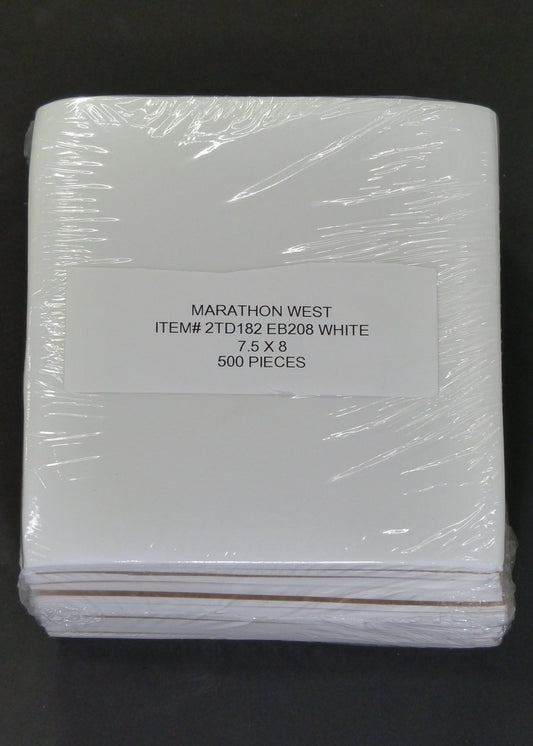 MARATHON WEST
ITEM# 2TD182 EB208 WHITE
7.5 X 8
500 PIECES